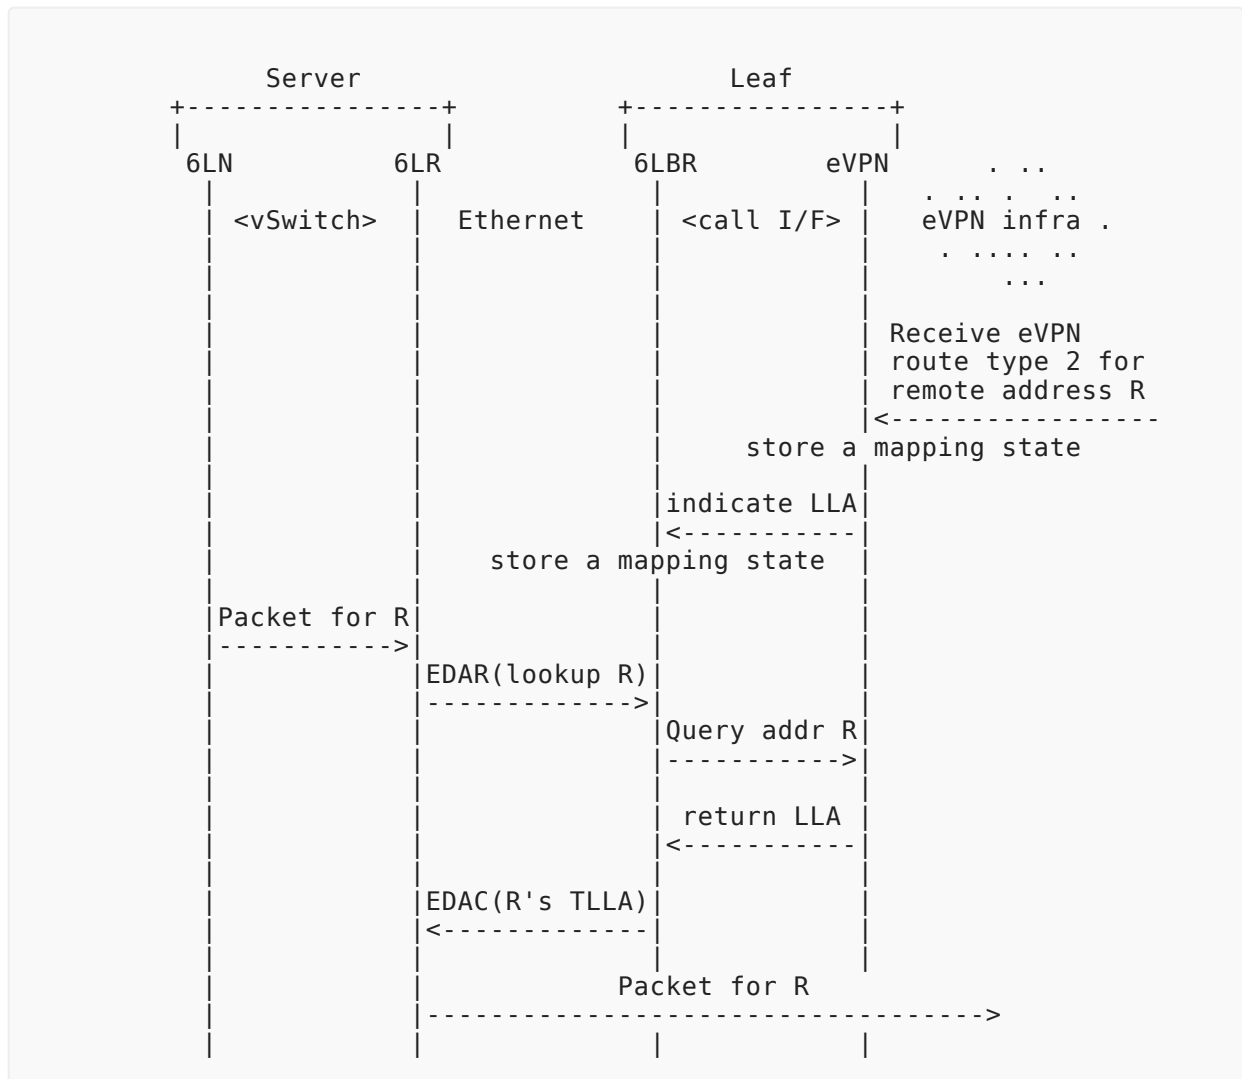 Server Leaf
+----------------+ +----------------+
| | | |
6LN 6LR 6LBR eVPN . ..
| | | | . .. . ..
| <vSwitch> | Ethernet | <call I/F> | eVPN infra .
| | | | . .... ..
| | | | ...
| | | |
| | | | Receive eVPN
| | | | route type 2 for
| | | | remote address R
| | | |<-----------------
| | | store a mapping state
| | | |
| | |indicate LLA|
| | |<-----------|
| | store a mapping state |
| | | |
|Packet for R| | |
|----------->| | |
| |EDAR(lookup R)| |
| |------------->| |
| | |Query addr R|
| | |----------->|
| | | |
| | | return LLA |
| | |<-----------|
| | | |
| |EDAC(R's TLLA)| |
| |<-------------| |
| | | |
| | Packet for R
| |----------------------------------->
| | | |